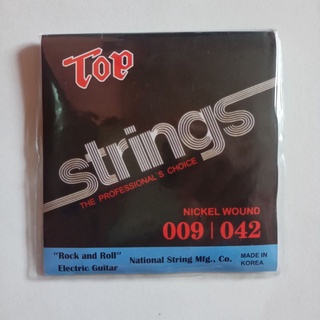 Top
strings
THE PROFESSIONAL'S CHOICE
NICKEL WOUND
009 | 042
"Rock and Roll"
Electric Guitar
National String Mfg., Co.
MADE IN
KOREA